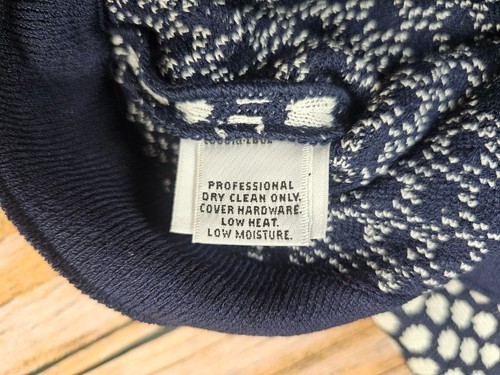 PROFESSIONAL
DRY CLEAN ONLY.
COVER HARDWARE.
LOW HEAT.
LOW MOISTURE.